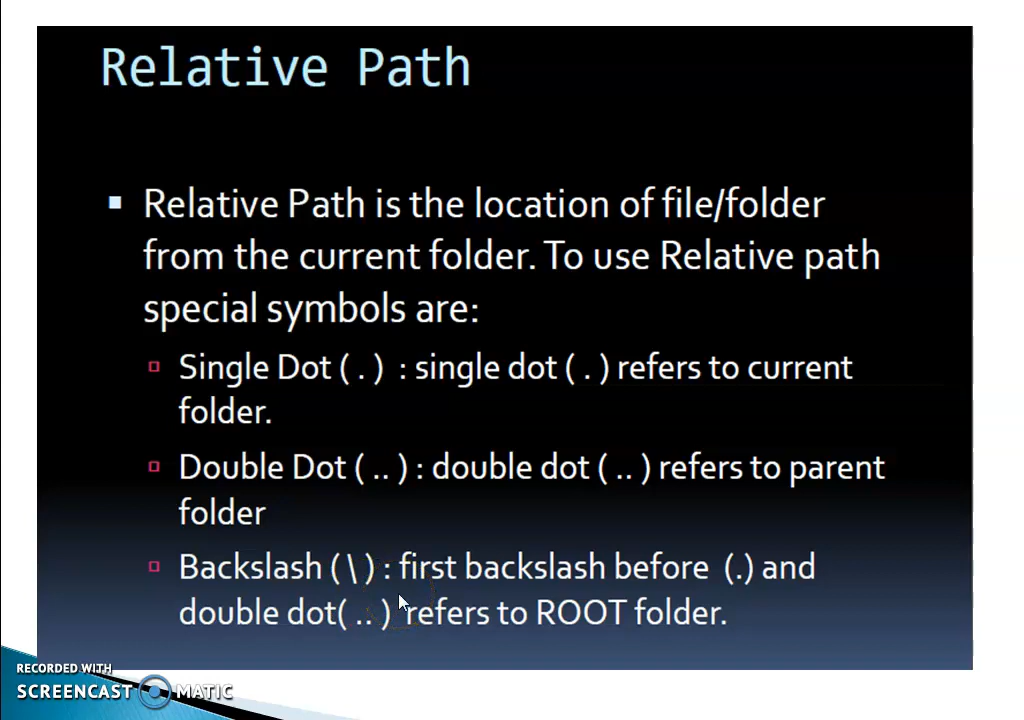 Relative Path
Relative Path is the location of file/folder
from the current folder. To use Relative path
special symbols are:
Single Dot ( . ) : single dot ( . ) refers to current
folder.
Double Dot ( .. ) : double dot ( .. ) refers to parent
folder
Backslash ( \ ) : first backslash before (.) and
double dot( .. ) refers to ROOT folder.
RECORDED WITH
SCREENCAST MATIC